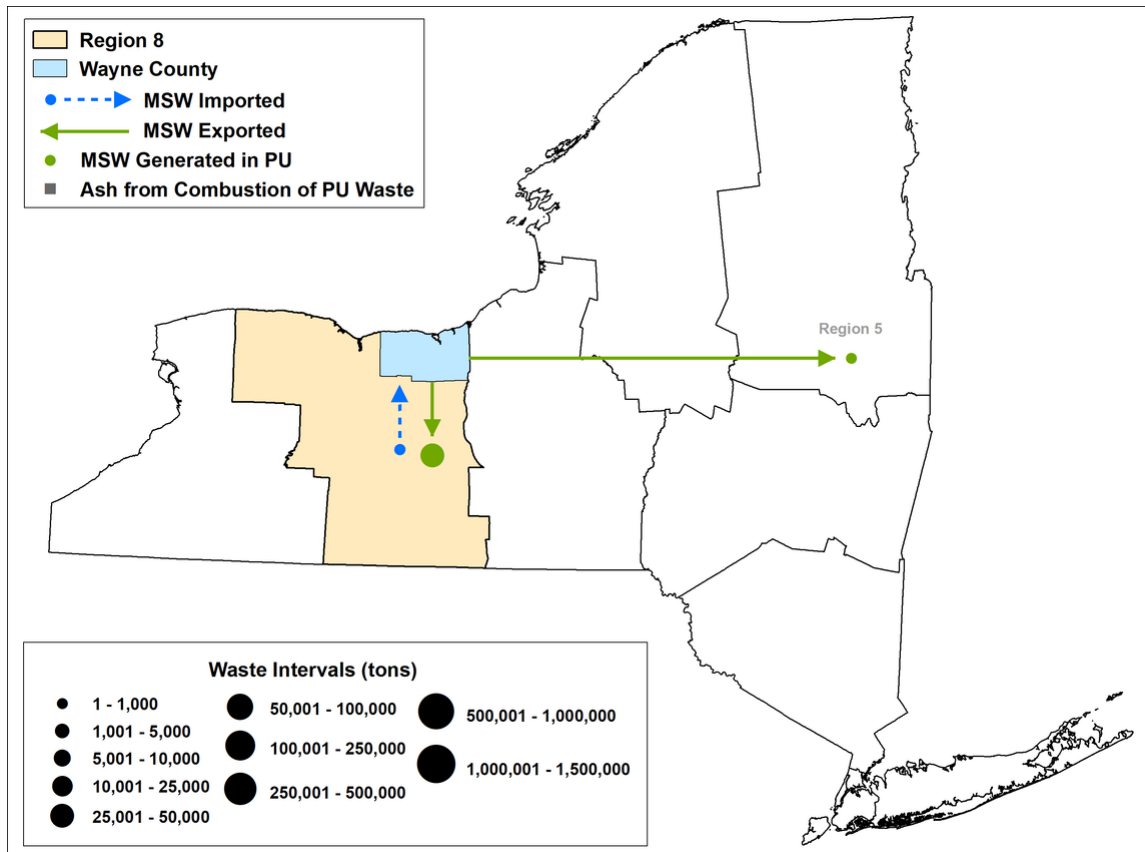 Region 8
Wayne County
MSW Imported
MSW Exported
MSW Generated in PU
Ash from Combustion of PU Waste
Region 5
Waste Intervals (tons)
1 - 1,000
1,001 - 5,000
5,001 - 10,000
10,001 - 25,000
25,001 - 50,000
50,001 - 100,000
100,001 - 250,000
250,001 - 500,000
500,001 - 1,000,000
1,000,001 - 1,500,000